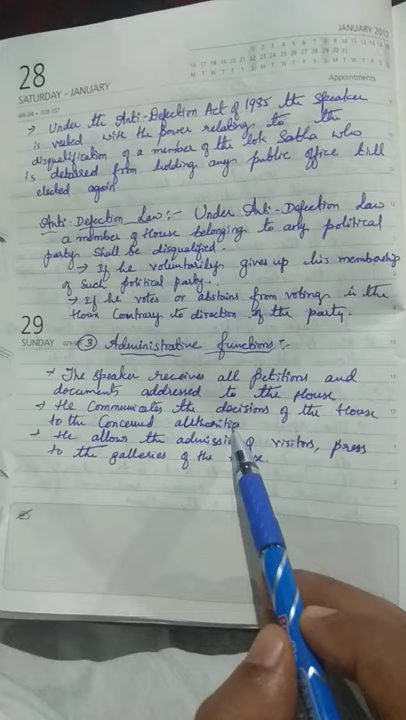 JANUARY 2017
28
SATURDAY - JANUARY
Appointments
→ Under the Anti-Defection Act of 1985 the speaker
is vested with the power relating to the
disqualification of a member of the lok Sabha who
is debarred from holding any public office till
elected again
Anti-Defection Law:- Under Anti-Defection Law
a member of House belonging to any political
party shall be disqualified.
→ If he voluntarily gives up his membership
of such political party.
→ If he votes or abstains from voting in the
House contrary to direction of the party.
29
SUNDAY
③ Administrative functions:-
→ The speaker receives all petitions and
documents addressed to the House
→ He communicates the decisions of the House
to the concerned
→ He allows the of visitors, press
to the galleries of the